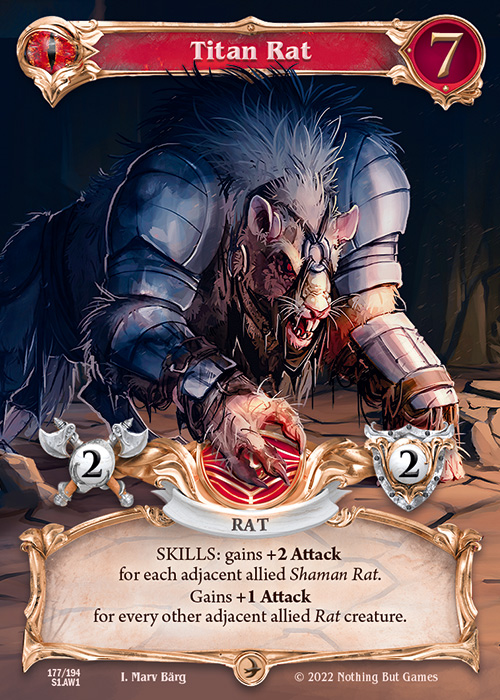 Titan Rat
7
2
2
RAT
SKILLS: gains +2 Attack
for each adjacent allied Shaman Rat.
Gains +1 Attack
for every other adjacent allied Rat creature.
177/194
S1.AW1
I. Marv Bärg
© 2022 Nothing But Games